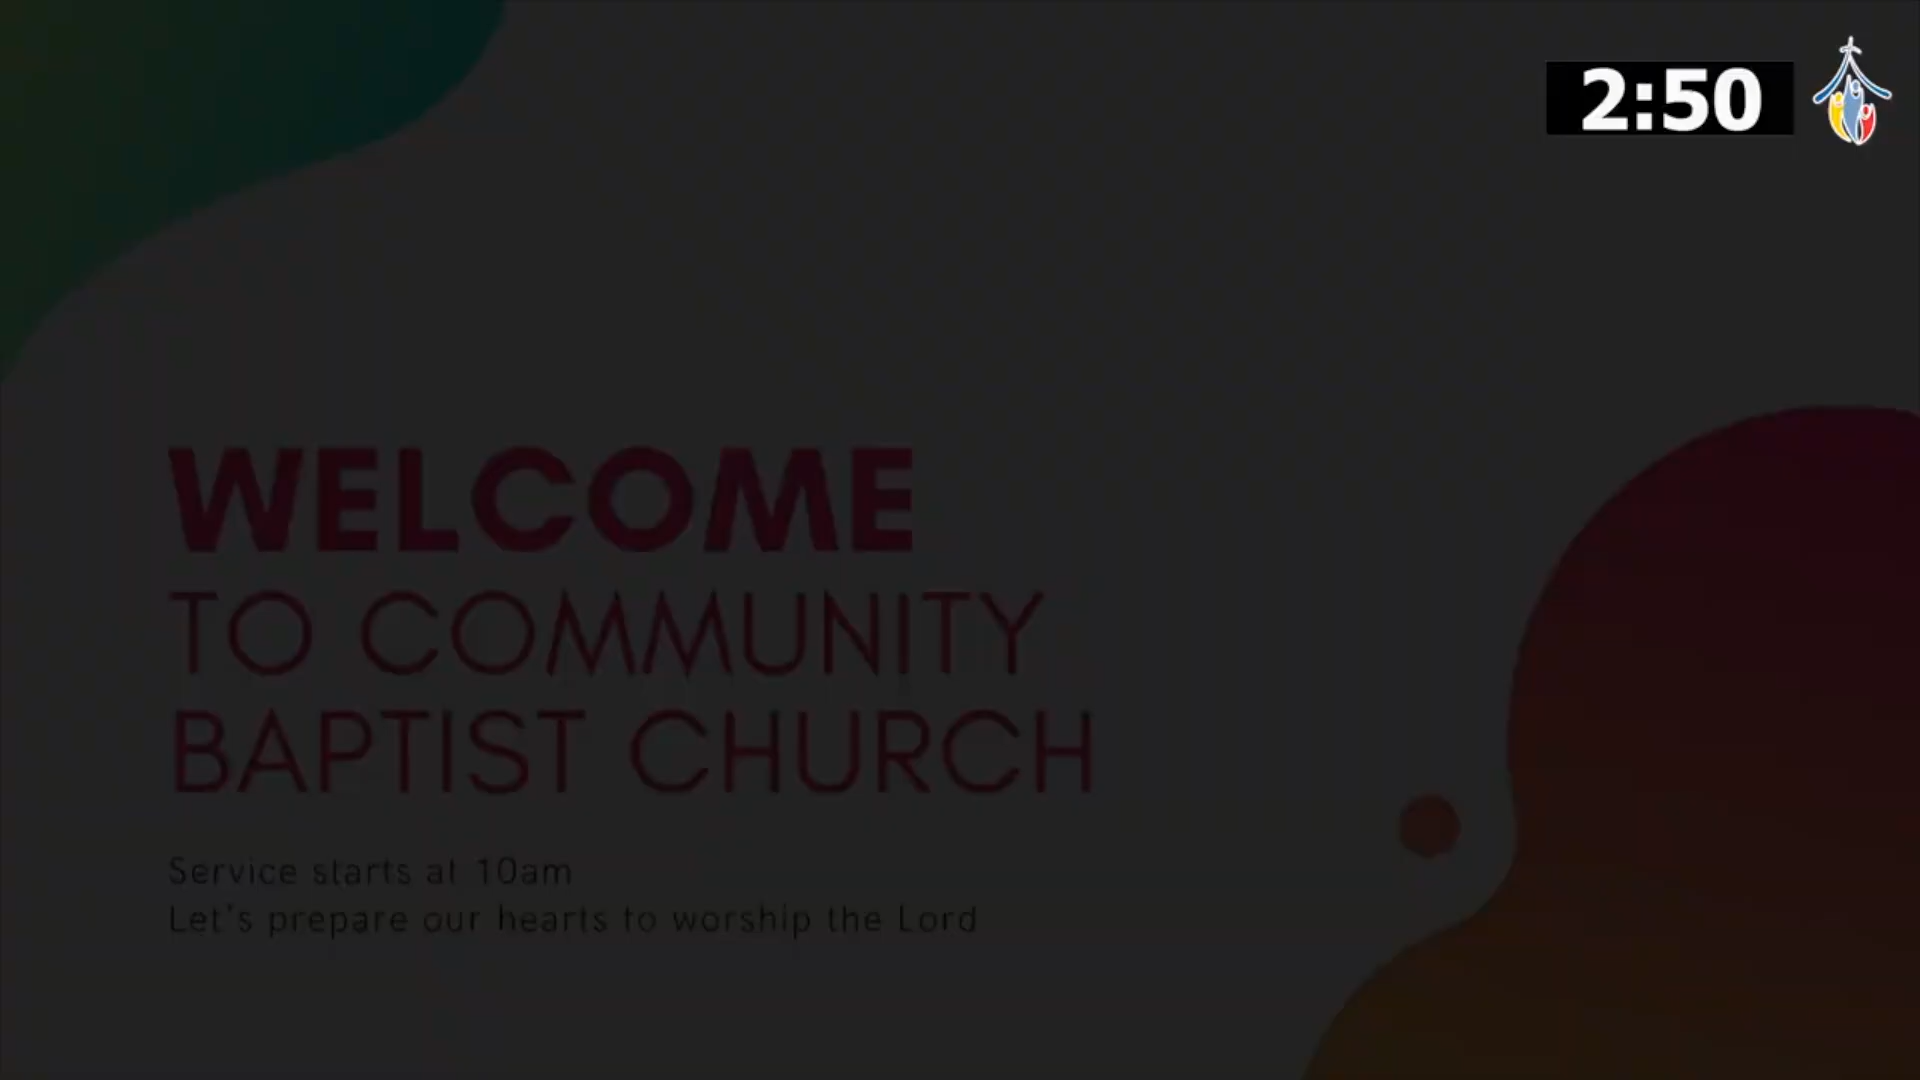 2:50
WELCOME
TO COMMUNITY
BAPTIST CHURCH
Service starts at 10am
Let's prepare our hearts to worship the Lord